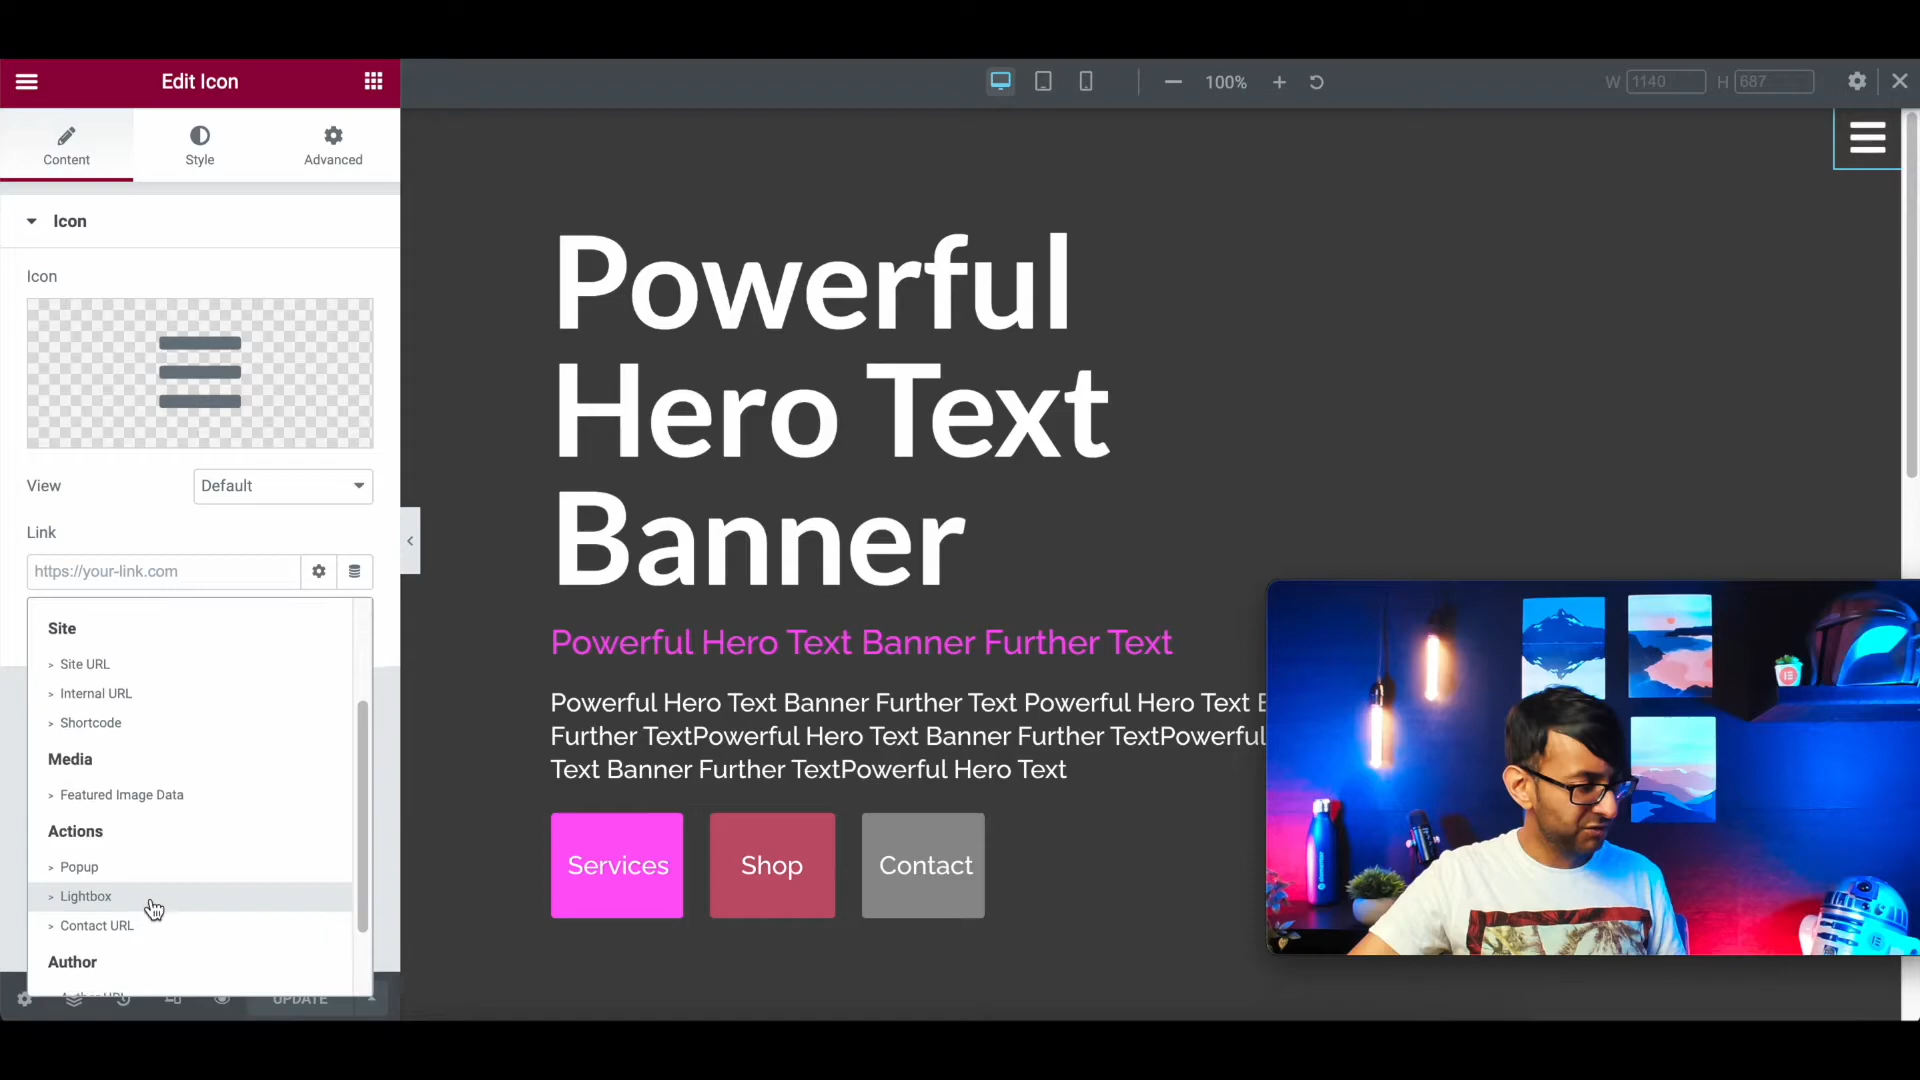 Edit Icon
100%
W 1140 H 687
Content
Style
Advanced
Icon
Icon
View
Default
Link
https://your-link.com
Site
> Site URL
> Internal URL
> Shortcode
Media
> Featured Image Data
Actions
> Popup
> Lightbox
> Contact URL
Author
UPDATE
Powerful
Hero Text
Banner
Powerful Hero Text Banner Further Text
Powerful Hero Text Banner Further Text Powerful Hero Text
Further TextPowerful Hero Text Banner Further TextPowerful
Text Banner Further TextPowerful Hero Text
Services
Shop
Contact